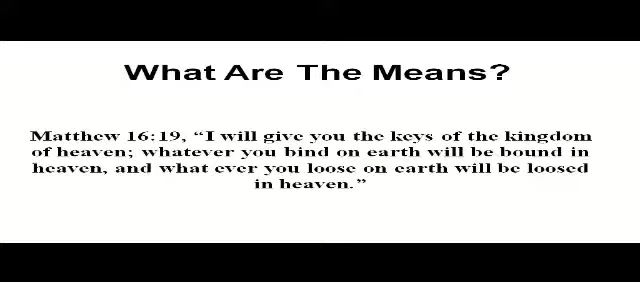 What Are The Means?
Matthew 16:19, “I will give you the keys of the kingdom
of heaven; whatever you bind on earth will be bound in
heaven, and what ever you loose on earth will be loosed
in heaven.”